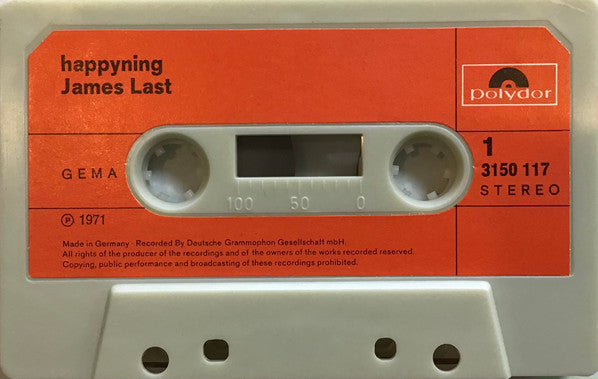 happyning
James Last
polydor
GEMA
1
3150 117
STEREO
100 50 0
℗ 1971
Made in Germany · Recorded By Deutsche Grammophon Gesellschaft mbH.
All rights of the producer of the recordings and of the owners of the works recorded reserved.
Copying, public performance and broadcasting of these recordings prohibited.